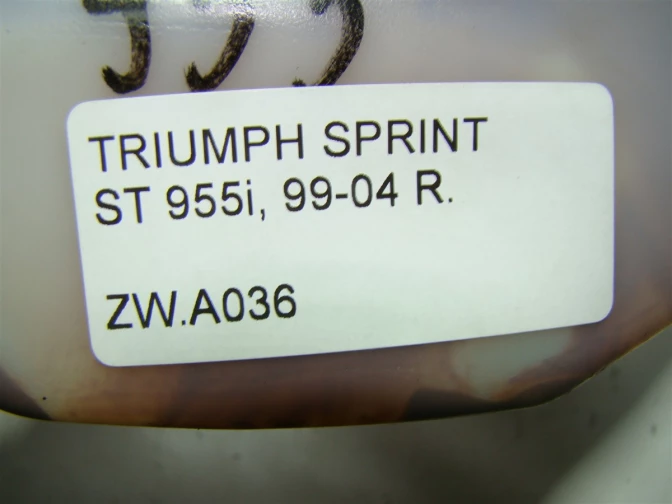 TRIUMPH SPRINT
ST 955i, 99-04 R.
ZW.A036